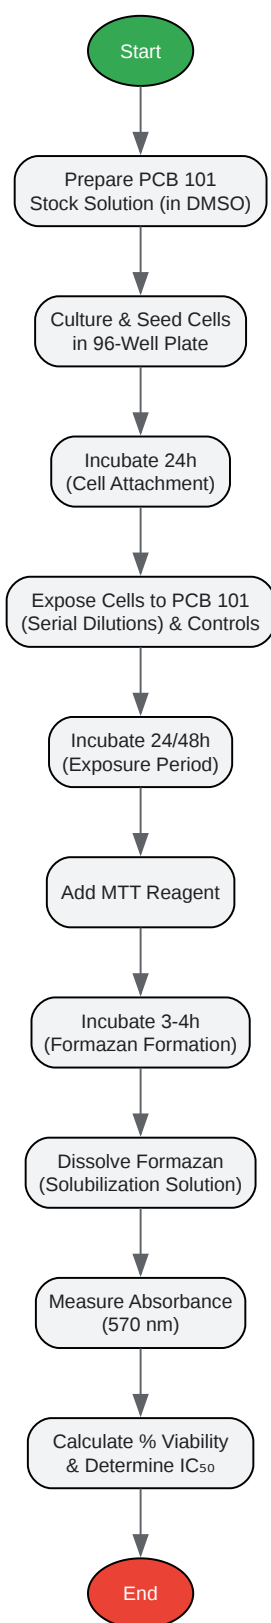 Start
Prepare PCB 101
Stock Solution (in DMSO)
Culture & Seed Cells
in 96-Well Plate
Incubate 24h
(Cell Attachment)
Expose Cells to PCB 101
(Serial Dilutions) & Controls
Incubate 24/48h
(Exposure Period)
Add MTT Reagent
Incubate 3-4h
(Formazan Formation)
Dissolve Formazan
(Solubilization Solution)
Measure Absorbance
(570 nm)
Calculate % Viability
& Determine IC₅₀
End